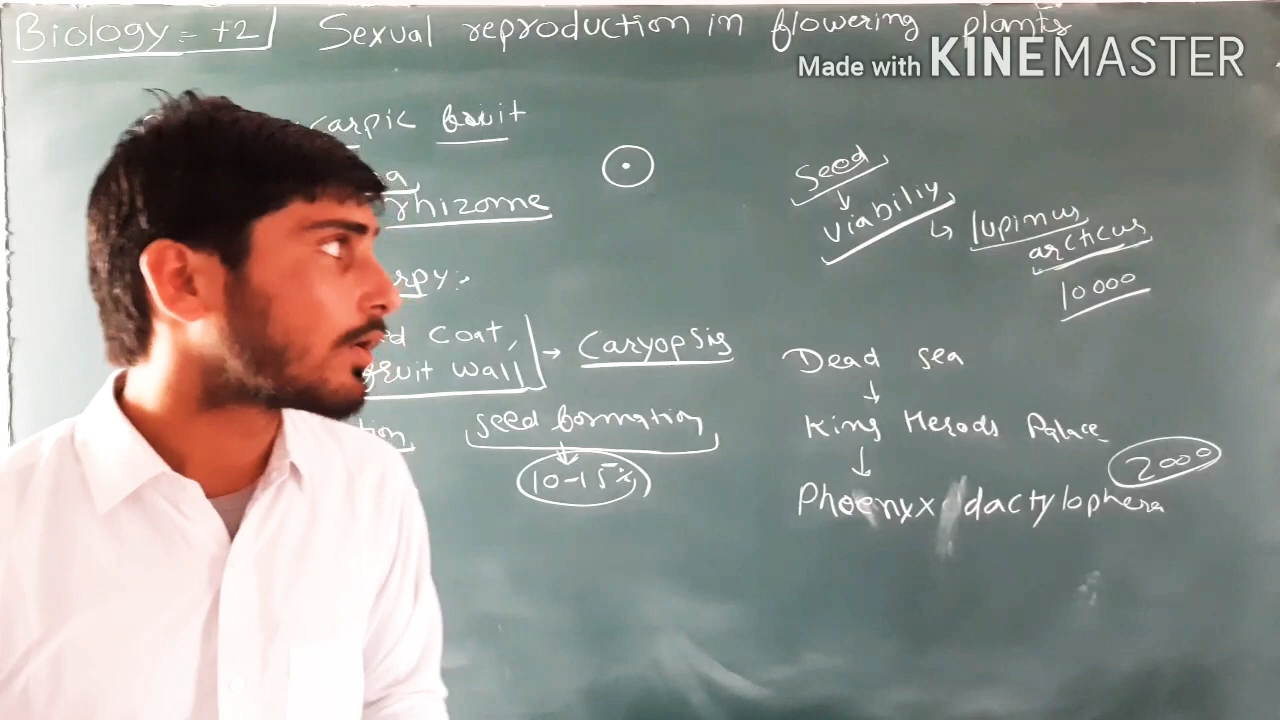 Biology = +2 Sexual reproduction in flowering plants
Made with KINEMASTER
carpic fruit
rhizome
rpy:-
Coat,
fruit wall → Caryopsis
seed formation
10-15%
Seed
viabiliy
lupinus
arcticus
10000
Dead sea
King Herods Palace
2000
Phoenyx dactylophera